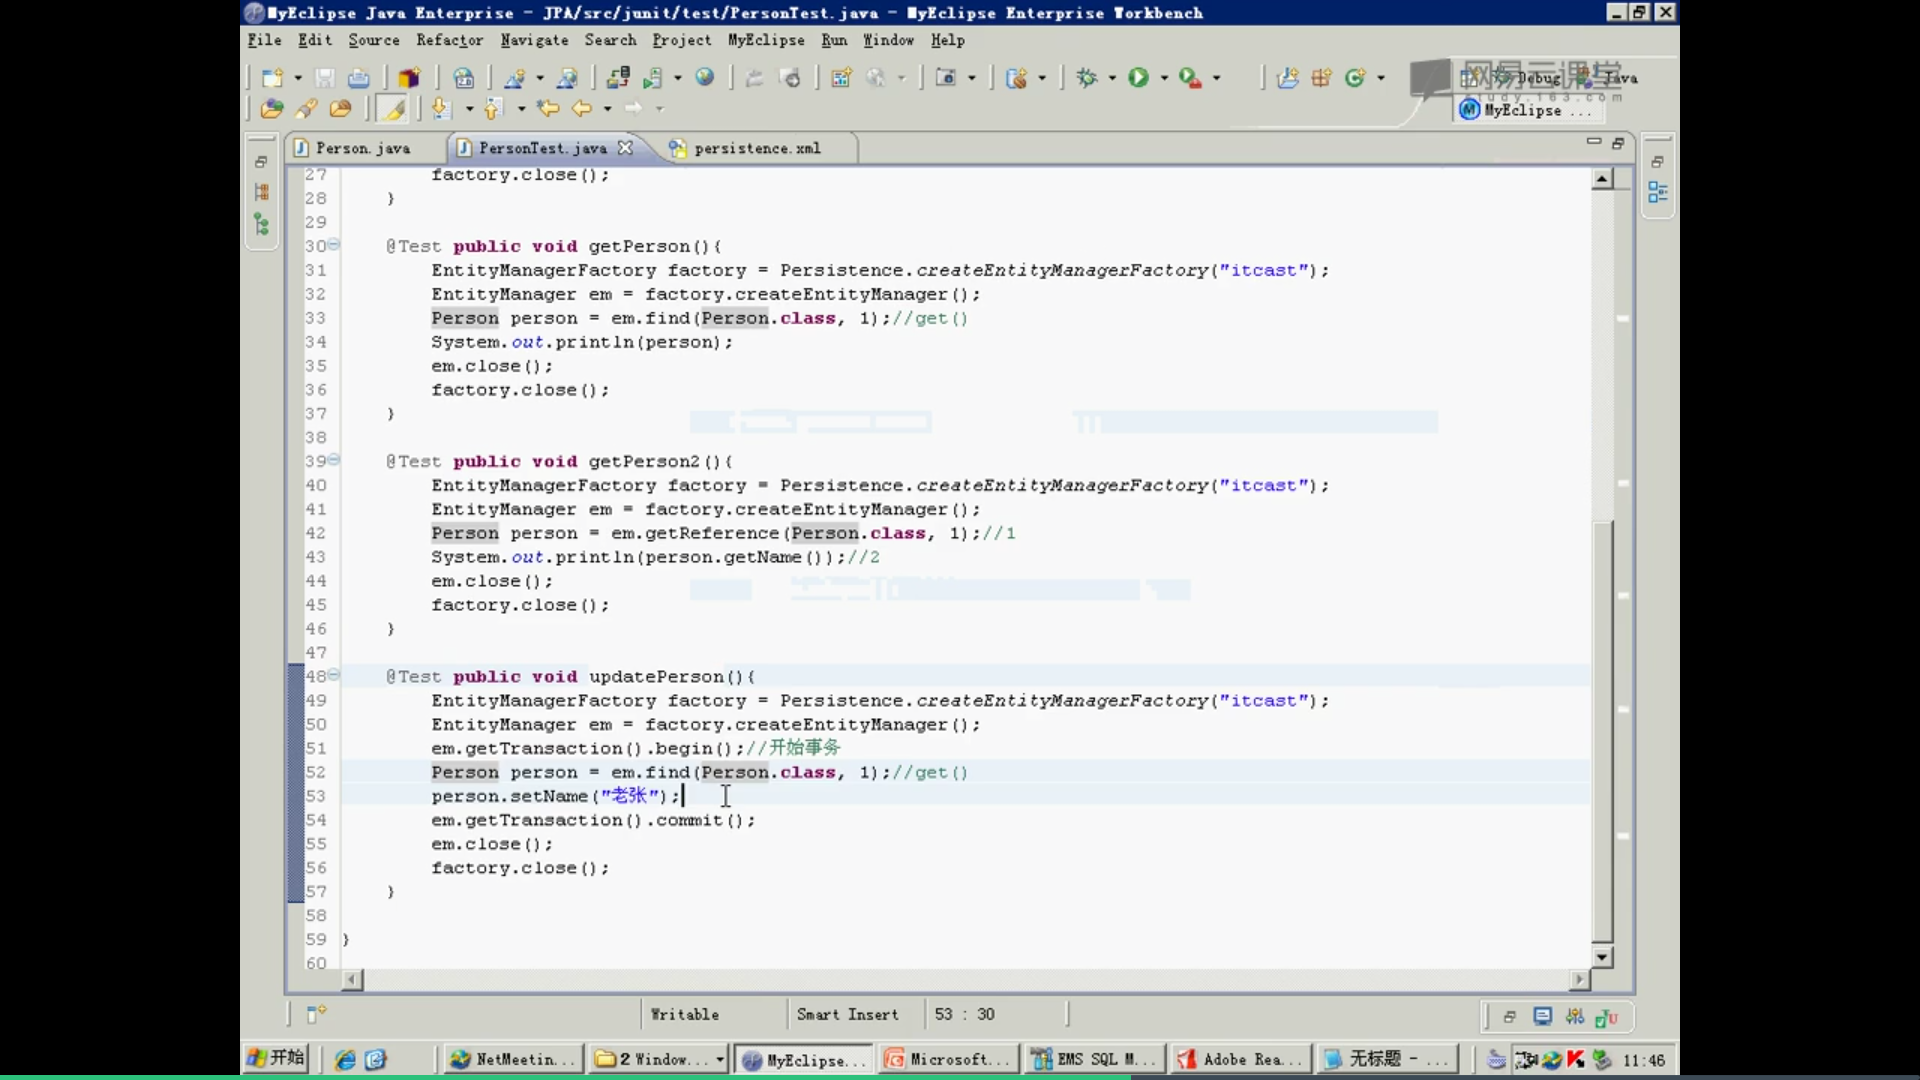 MyEclipse Java Enterprise - JPA/src/junit/test/PersonTest.java - MyEclipse Enterprise Workbench
File Edit Source Refactor Navigate Search Project MyEclipse Run Window Help
网易云课堂
Debug Java
study.163.com
MyEclipse ...
Person.java PersonTest.java persistence.xml
27 factory.close();
28 }
29
30 @Test public void getPerson(){
31 EntityManagerFactory factory = Persistence.createEntityManagerFactory("itcast");
32 EntityManager em = factory.createEntityManager();
33 Person person = em.find(Person.class, 1);//get()
34 System.out.println(person);
35 em.close();
36 factory.close();
37 }
38
39 @Test public void getPerson2(){
40 EntityManagerFactory factory = Persistence.createEntityManagerFactory("itcast");
41 EntityManager em = factory.createEntityManager();
42 Person person = em.getReference(Person.class, 1);//1
43 System.out.println(person.getName());//2
44 em.close();
45 factory.close();
46 }
47
48 @Test public void updatePerson(){
49 EntityManagerFactory factory = Persistence.createEntityManagerFactory("itcast");
50 EntityManager em = factory.createEntityManager();
51 em.getTransaction().begin();//开始事务
52 Person person = em.find(Person.class, 1);//get()
53 person.setName("老张");
54 em.getTransaction().commit();
55 em.close();
56 factory.close();
57 }
58
59 }
60
Writable Smart Insert 53 : 30
开始 NetMeetin... 2 Window... MyEclipse... Microsoft... EMS SQL M... Adobe Rea... 无标题 - ... 11:46